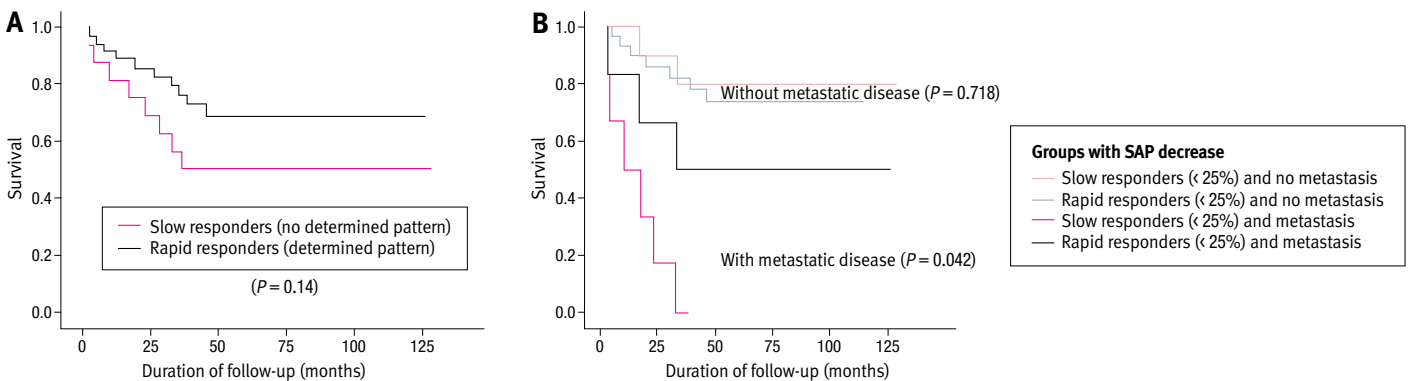 A
1.0
0.8
0.6
0.4
0.2
0.0
Survival
Slow responders (no determined pattern)
Rapid responders (determined pattern)
(P = 0.14)
0 25 50 75 100 125
Duration of follow-up (months)
B
1.0
0.8
0.6
0.4
0.2
0.0
Survival
Without metastatic disease (P = 0.718)
With metastatic disease (P = 0.042)
0 25 50 75 100 125
Duration of follow-up (months)
Groups with SAP decrease
Slow responders (< 25%) and no metastasis
Rapid responders (< 25%) and no metastasis
Slow responders (< 25%) and metastasis
Rapid responders (< 25%) and metastasis